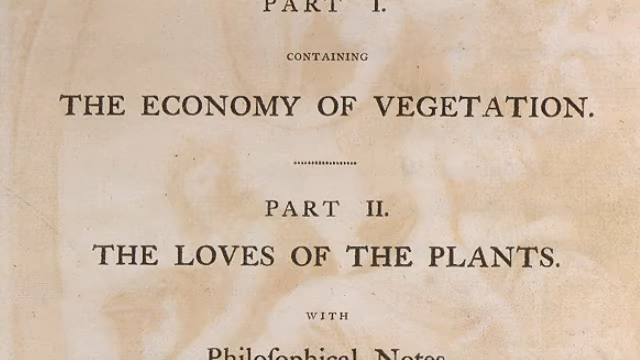 PART I.
CONTAINING
THE ECONOMY OF VEGETATION.
PART II.
THE LOVES OF THE PLANTS.
WITH
Philoſophical Notes